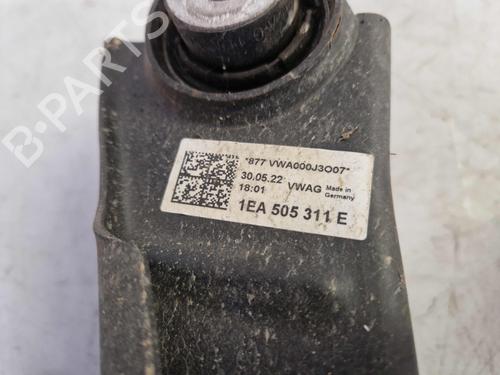 B-PARTS
*877 VWA000J3O07*
30.05.22 VWAG Made in
18:01 Germany
1EA 505 311 E